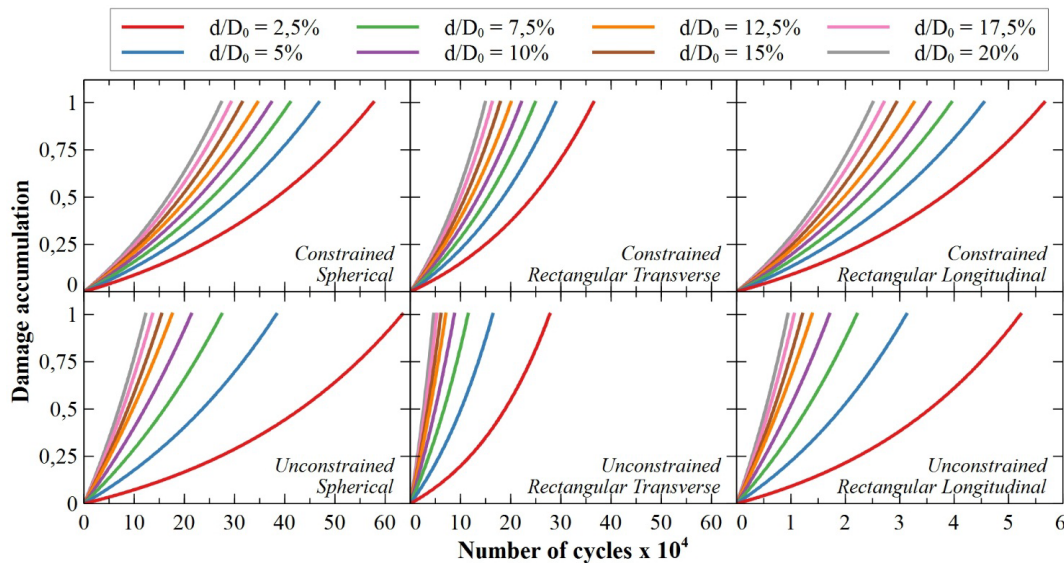 d/D₀ = 2,5% d/D₀ = 7,5% d/D₀ = 12,5% d/D₀ = 17,5%
d/D₀ = 5% d/D₀ = 10% d/D₀ = 15% d/D₀ = 20%
Damage accumulation
1
0,75
0,5
0,25
0
Constrained
Spherical
Constrained
Rectangular Transverse
Constrained
Rectangular Longitudinal
1
0,75
0,5
0,25
0
Unconstrained
Spherical
Unconstrained
Rectangular Transverse
Unconstrained
Rectangular Longitudinal
0 10 20 30 40 50 60 0 10 20 30 40 50 60 0 1 2 3 4 5 6
Number of cycles x 10⁴